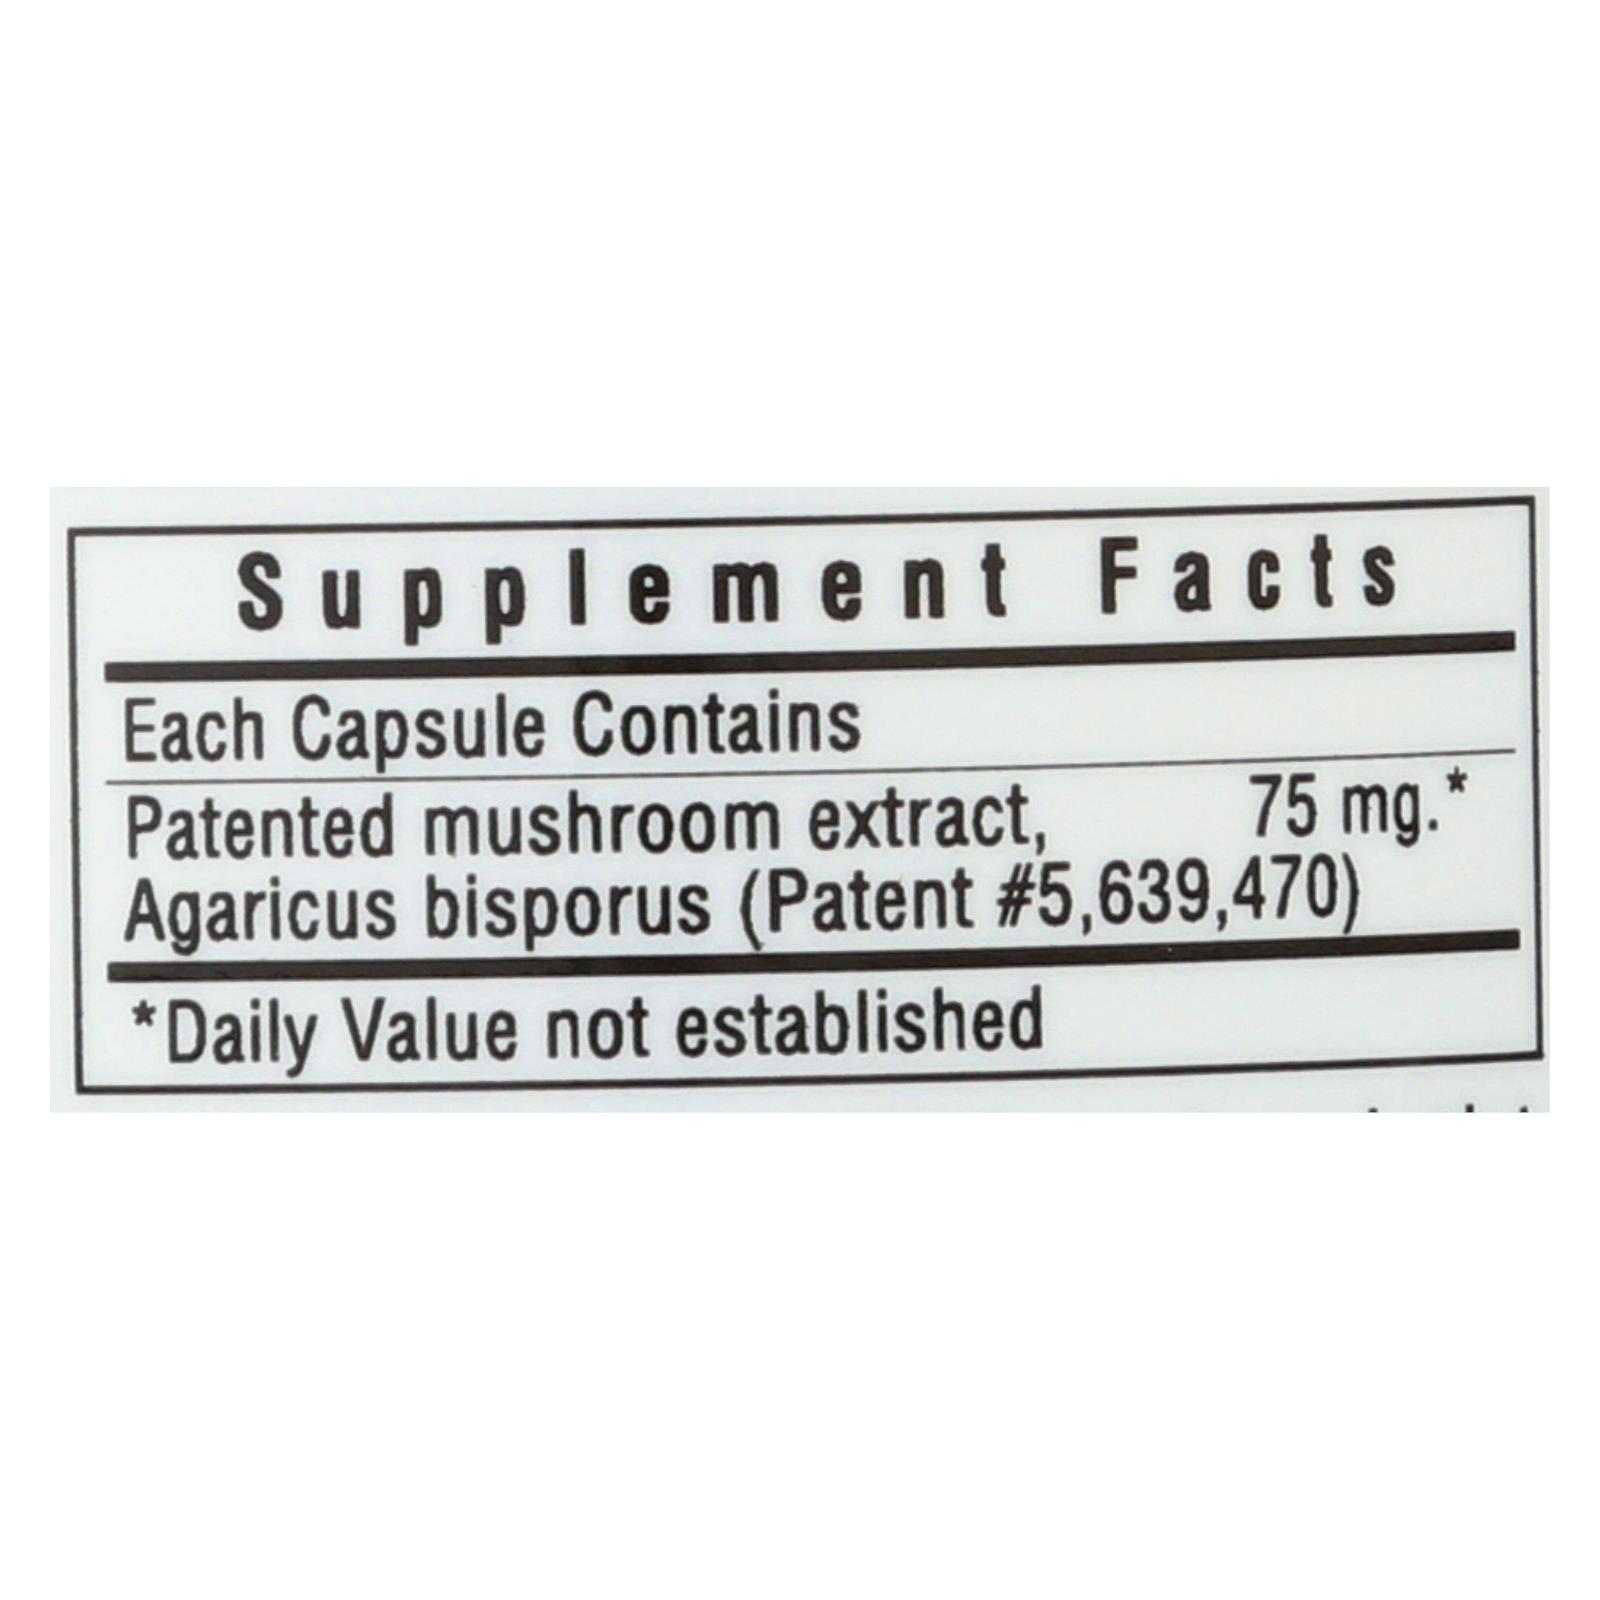 Supplement Facts
Each Capsule Contains
Patented mushroom extract, 75 mg.*
Agaricus bisporus (Patent #5,639,470)
*Daily Value not established